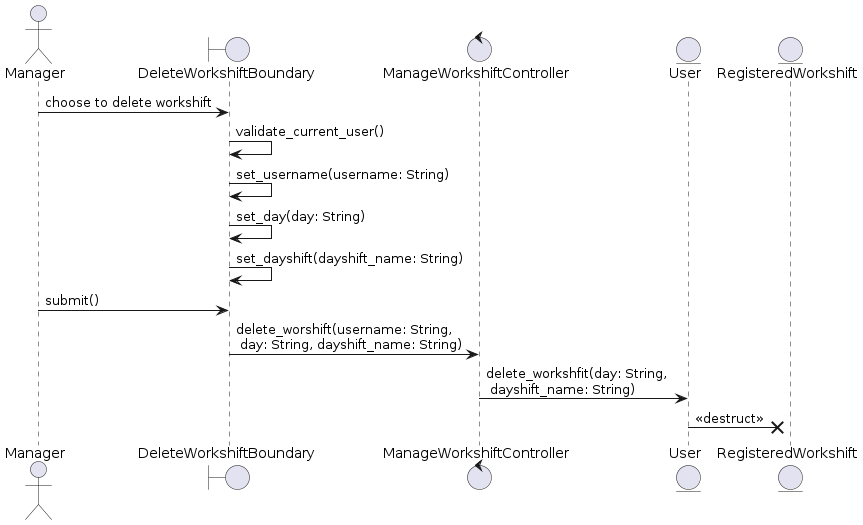 Manager DeleteWorkshiftBoundary ManageWorkshiftController User RegisteredWorkshift
choose to delete workshift
validate_current_user()
set_username(username: String)
set_day(day: String)
set_dayshift(dayshift_name: String)
submit()
delete_worshift(username: String,
day: String, dayshift_name: String)
delete_workshfit(day: String,
dayshift_name: String)
«destruct»
Manager DeleteWorkshiftBoundary ManageWorkshiftController User RegisteredWorkshift